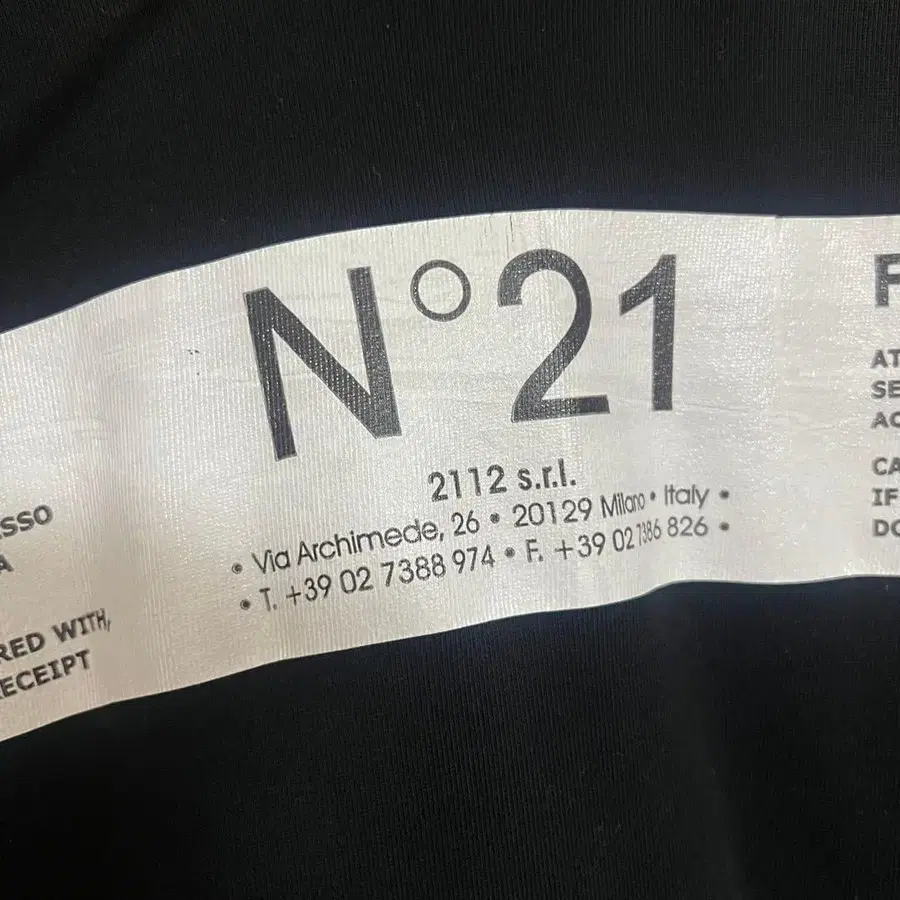 N°21
2112 s.r.l.
• Via Archimede, 26 • 20129 Milano • Italy •
• T. +39 02 7388 974 • F. +39 02 7386 826 •
SSO
A
RED WITH,
ECEIPT
F
AT
SE
AC
CA
IF
DO